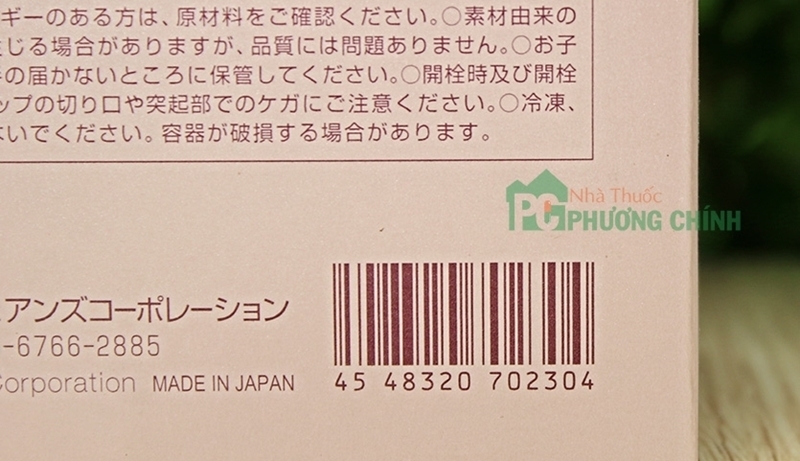 ギーのある方は、原材料をご確認ください。○素材由来の
じる場合がありますが、品質には問題ありません。○お子
の届かないところに保管してください。○開栓時及び開栓
ップの切り口や突起部でのケガにご注意ください。○冷凍、
いでください。容器が破損する場合があります。
PC Nhà Thuốc
PHƯƠNG CHÍNH
アンズコーポレーション
-6766-2885
Corporation MADE IN JAPAN
45 48320 702304